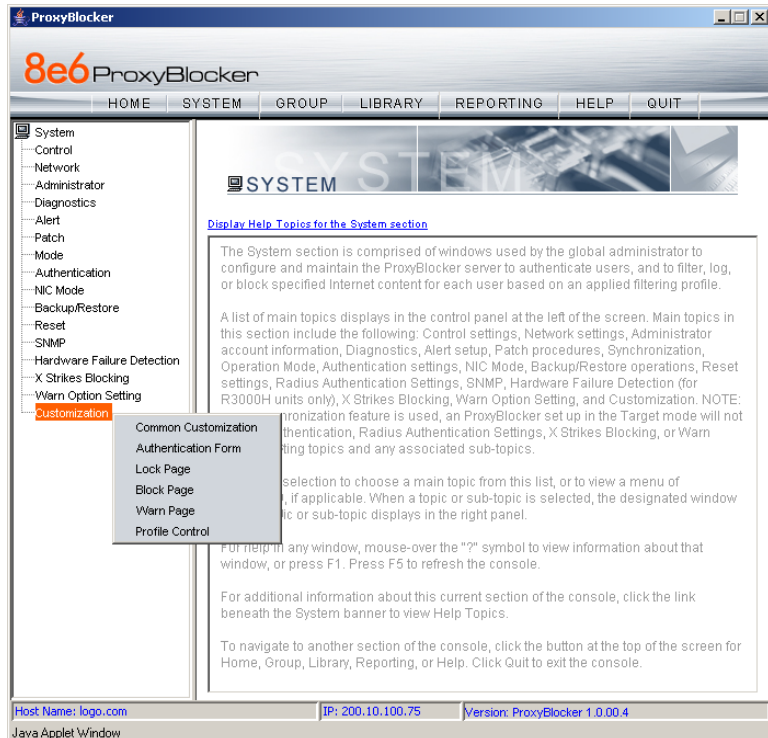 ProxyBlocker
8e6 ProxyBlocker
HOME SYSTEM GROUP LIBRARY REPORTING HELP QUIT
System
Control
Network
Administrator
Diagnostics
Alert
Patch
Mode
Authentication
NIC Mode
Backup/Restore
Reset
SNMP
Hardware Failure Detection
X Strikes Blocking
Warn Option Setting
Customization
Common Customization
Authentication Form
Lock Page
Block Page
Warn Page
Profile Control
SYSTEM
SYSTEM
Display Help Topics for the System section
The System section is comprised of windows used by the global administrator to
configure and maintain the ProxyBlocker server to authenticate users, and to filter, log,
or block specified Internet content for each user based on an applied filtering profile.
A list of main topics displays in the control panel at the left of the screen. Main topics in
this section include the following: Control settings, Network settings, Administrator
account information, Diagnostics, Alert setup, Patch procedures, Synchronization,
Operation Mode, Authentication settings, NIC Mode, Backup/Restore operations, Reset
settings, Radius Authentication Settings, SNMP, Hardware Failure Detection (for
R3000H units only), X Strikes Blocking, Warn Option Setting, and Customization. NOTE:
hronization feature is used, an ProxyBlocker set up in the Target mode will not
thentication, Radius Authentication Settings, X Strikes Blocking, or Warn
ting topics and any associated sub-topics.
selection to choose a main topic from this list, or to view a menu of
, if applicable. When a topic or sub-topic is selected, the designated window
ic or sub-topic displays in the right panel.
For help in any window, mouse-over the "?" symbol to view information about that
window, or press F1. Press F5 to refresh the console.
For additional information about this current section of the console, click the link
beneath the System banner to view Help Topics.
To navigate to another section of the console, click the button at the top of the screen for
Home, Group, Library, Reporting, or Help. Click Quit to exit the console.
Host Name: logo.com IP: 200.10.100.75 Version: ProxyBlocker 1.0.00.4
Java Applet Window